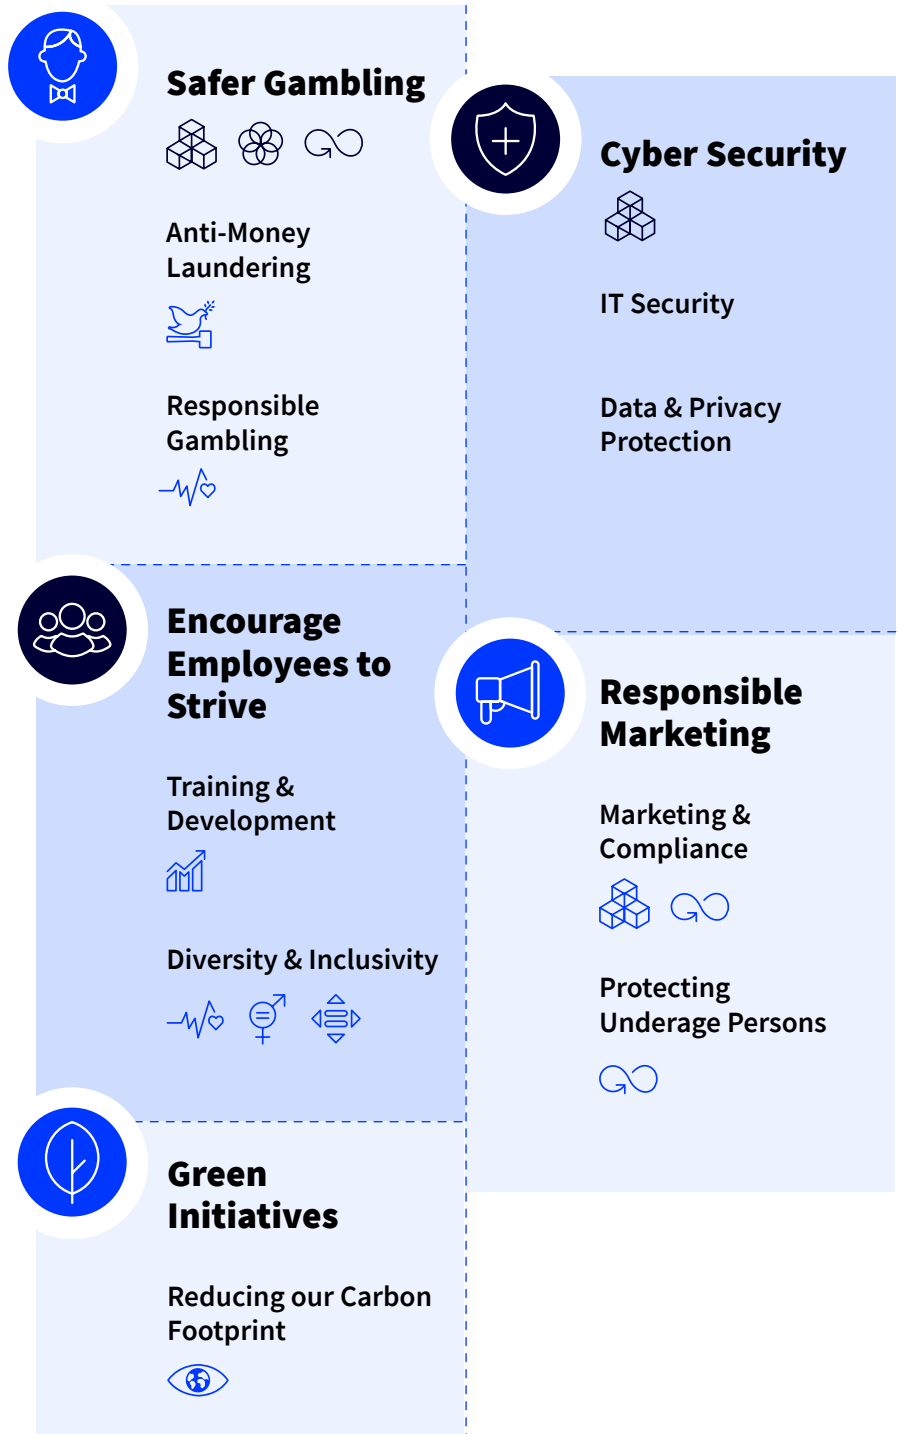 Safer Gambling
Anti-Money
Laundering
Responsible
Gambling
Cyber Security
IT Security
Data & Privacy
Protection
Encourage
Employees to
Strive
Training &
Development
Diversity & Inclusivity
Responsible
Marketing
Marketing &
Compliance
Protecting
Underage Persons
Green
Initiatives
Reducing our Carbon
Footprint